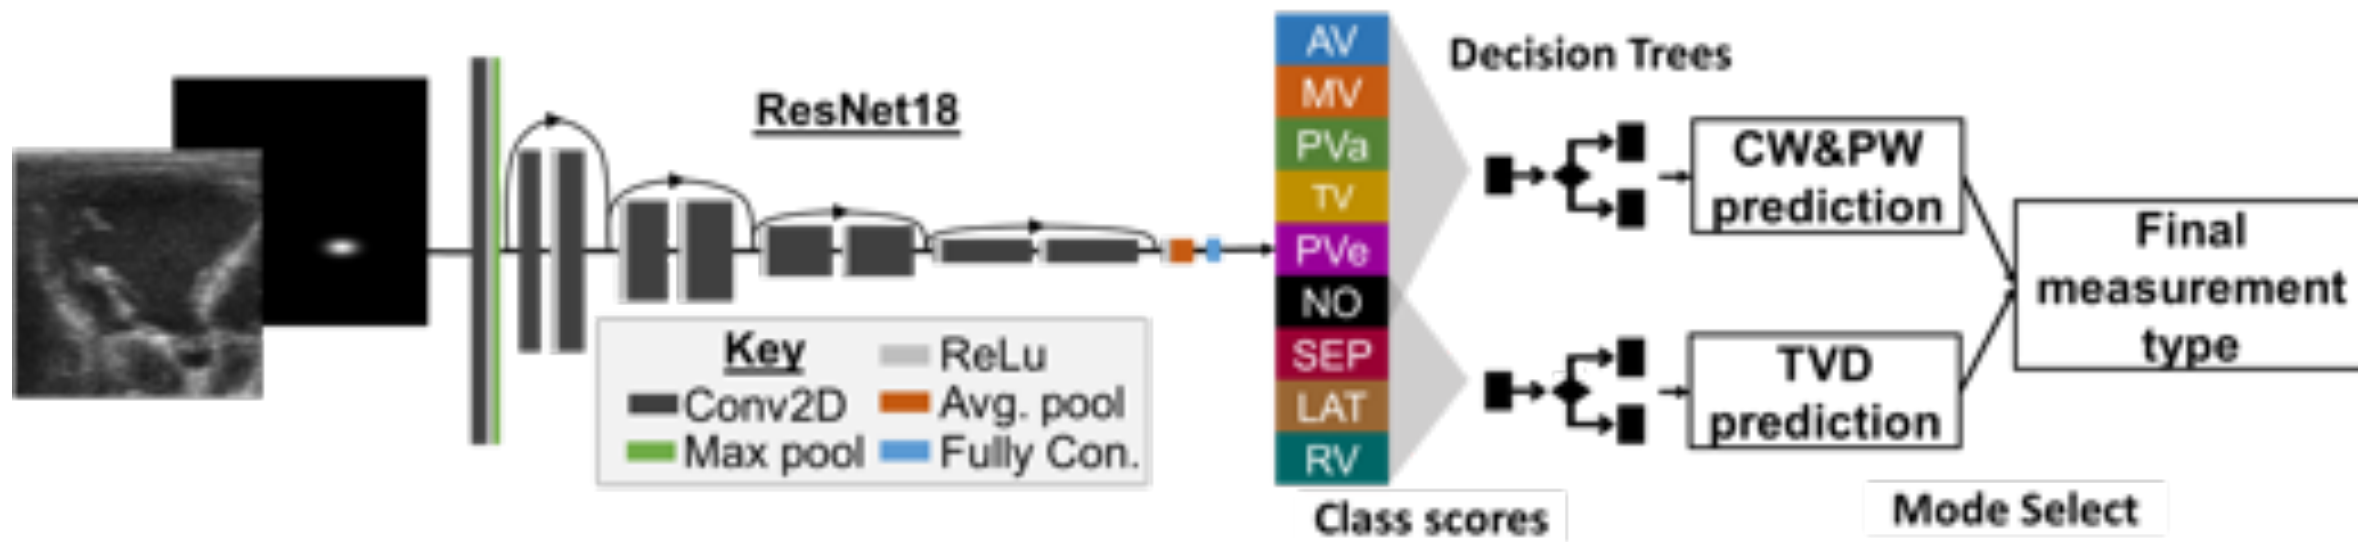 ResNet18
Key
ReLu
Conv2D
Avg. pool
Max pool
Fully Con.
AV
MV
PVa
TV
PVe
NO
SEP
LAT
RV
Class scores
Decision Trees
CW&PW
prediction
TVD
prediction
Final
measurement
type
Mode Select